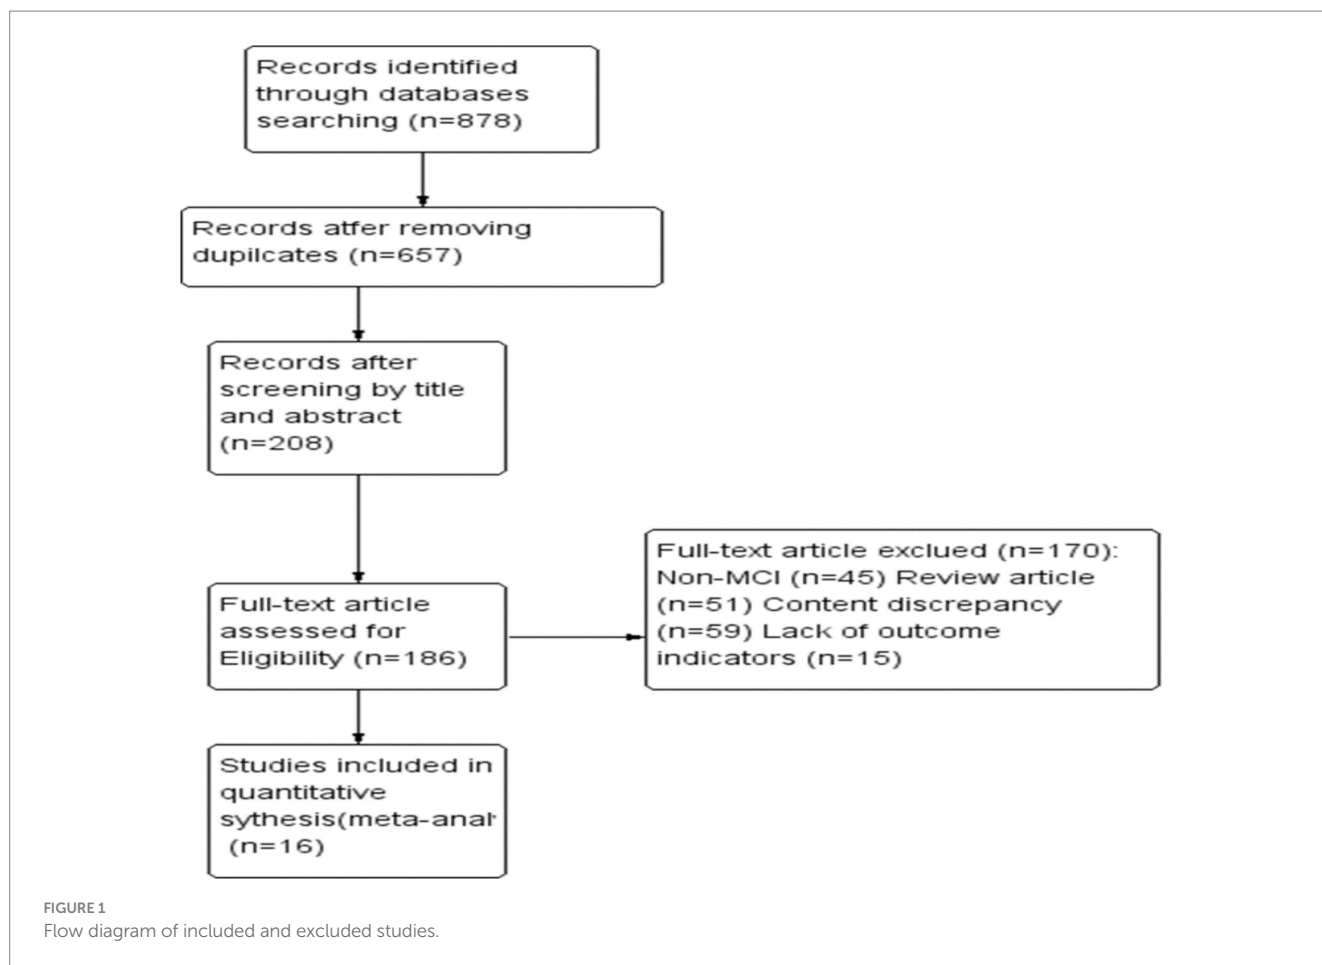 Records identified
through databases
searching (n=878)
Records atfer removing
dupilcates (n=657)
Records after
screening by title
and abstract
(n=208)
Full-text article
assessed for
Eligibility (n=186)
Full-text article exclued (n=170):
Non-MCI (n=45) Review article
(n=51) Content discrepancy
(n=59) Lack of outcome
indicators (n=15)
Studies included in
quantitative
sythesis(meta-anal
(n=16)
FIGURE 1
Flow diagram of included and excluded studies.